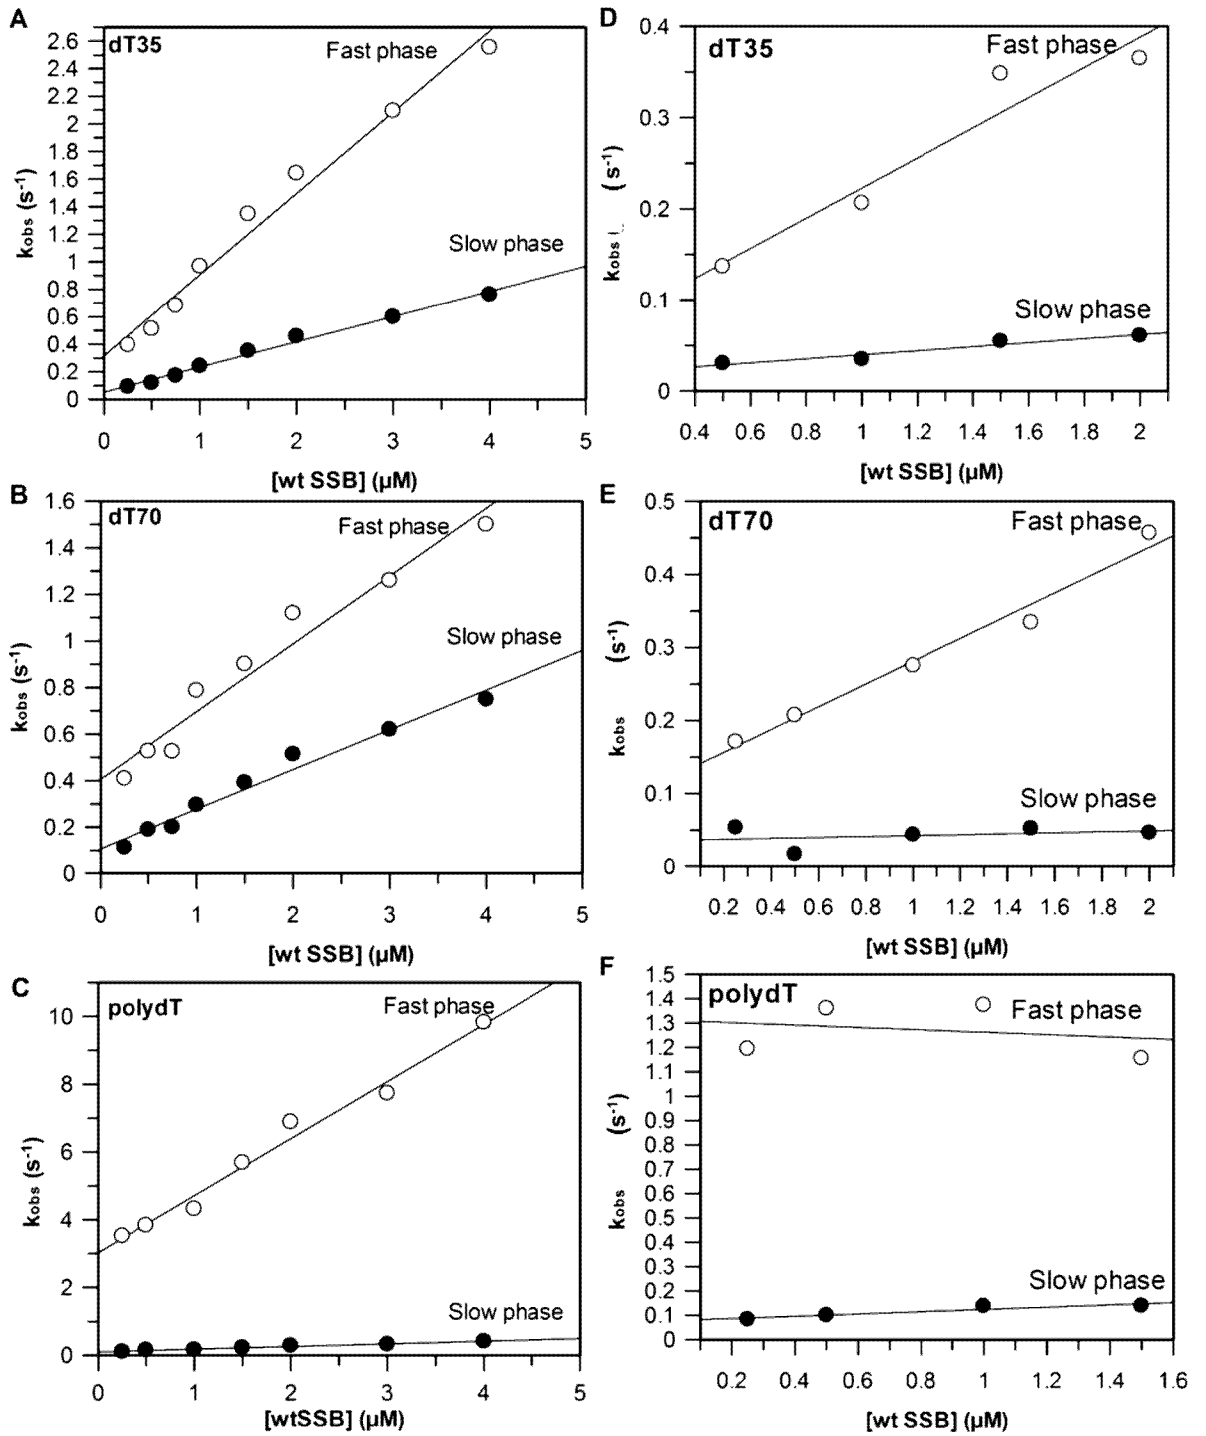 A
dT35
Fast phase
Slow phase
2.6
2.4
2.2
2
1.8
1.6
1.4
1.2
1
0.8
0.6
0.4
0.2
0
kobs (s-1)
0 1 2 3 4 5
[wt SSB] (µM)
B
dT70
Fast phase
Slow phase
1.6
1.4
1.2
1
0.8
0.6
0.4
0.2
0
kobs (s-1)
0 1 2 3 4 5
[wt SSB] (µM)
C
polydT
Fast phase
Slow phase
10
8
6
4
2
0
kobs (s-1)
0 1 2 3 4 5
[wtSSB] (µM)
D
dT35
Fast phase
Slow phase
0.4
0.3
0.2
0.1
0
kobs (s-1)
0.4 0.6 0.8 1 1.2 1.4 1.6 1.8 2
[wt SSB] (µM)
E
dT70
Fast phase
Slow phase
0.5
0.4
0.3
0.2
0.1
0
kobs (s-1)
0.2 0.4 0.6 0.8 1 1.2 1.4 1.6 1.8 2
[wt SSB] (µM)
F
polydT
Fast phase
Slow phase
1.5
1.4
1.3
1.2
1.1
1
0.9
0.8
0.7
0.6
0.5
0.4
0.3
0.2
0.1
0
kobs (s-1)
0.2 0.4 0.6 0.8 1 1.2 1.4 1.6
[wt SSB] (µM)